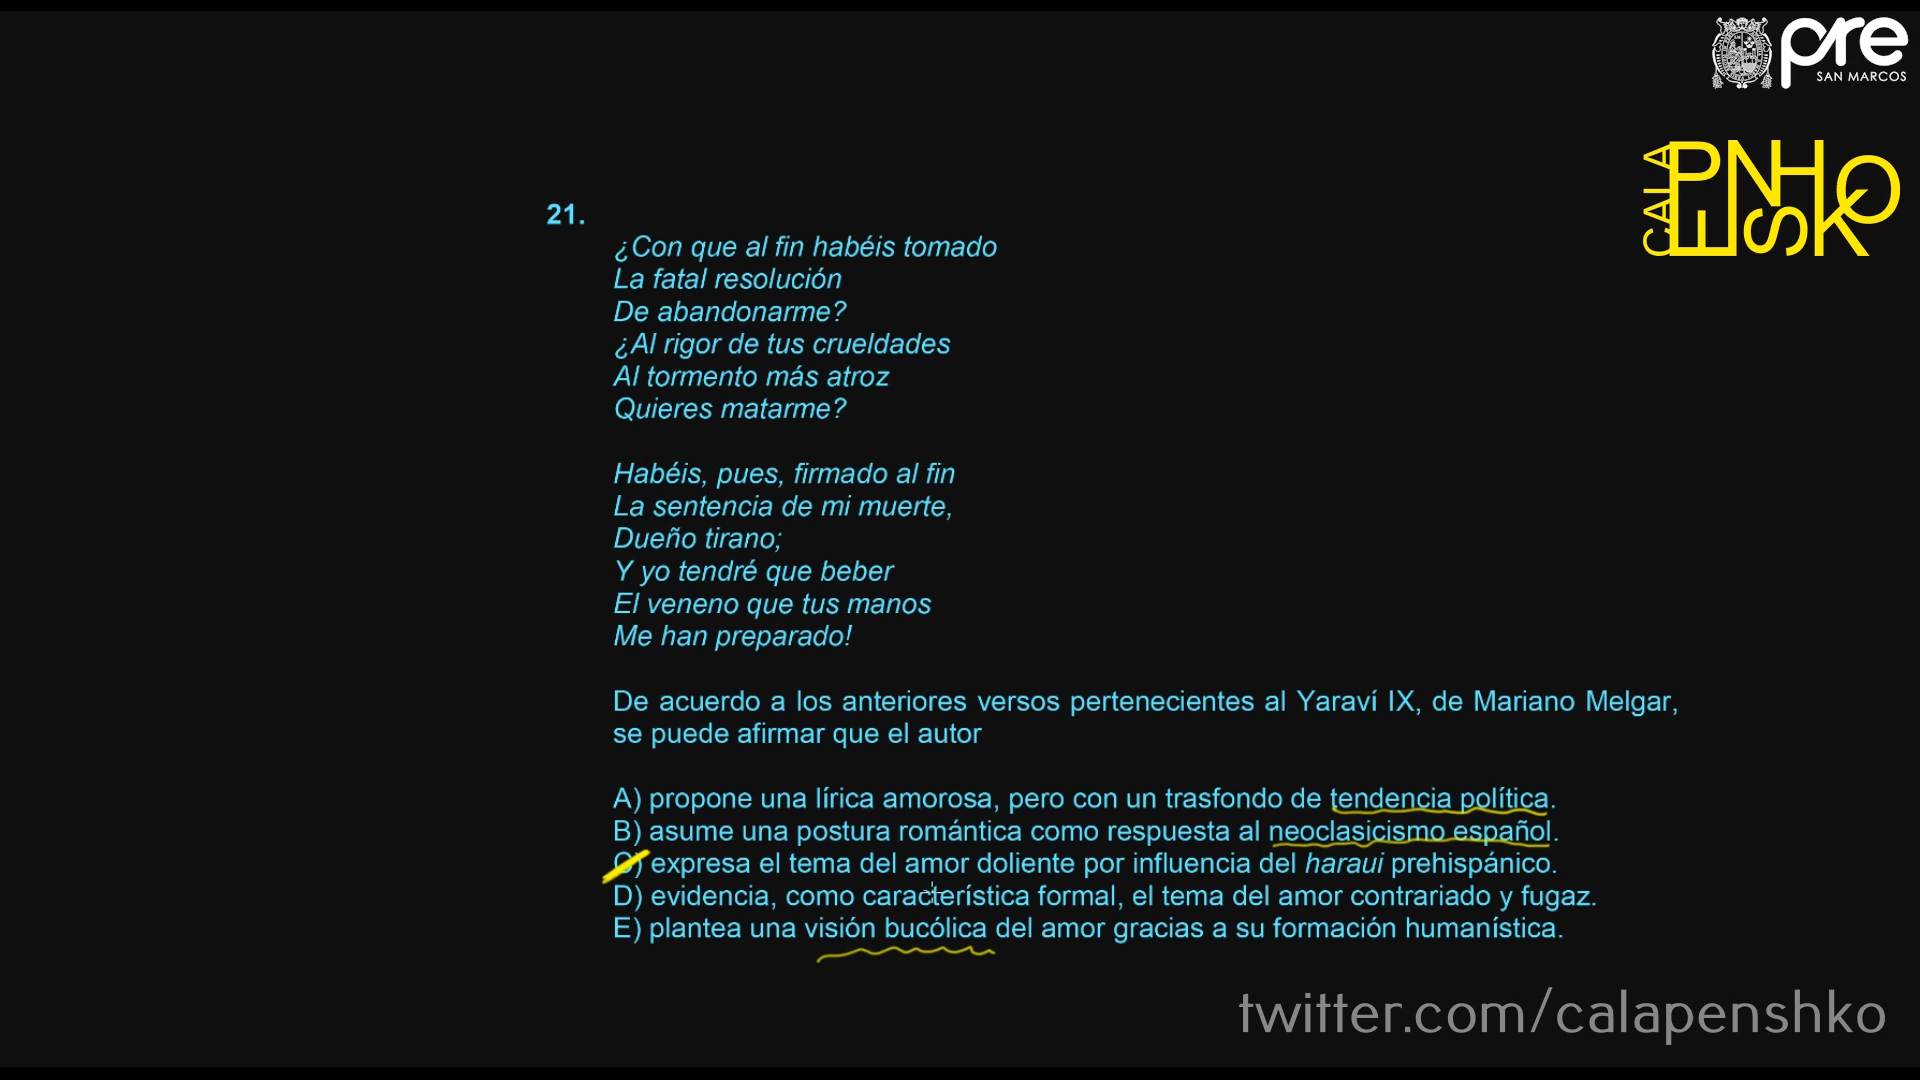 pre
SAN MARCOS
CALA
PENSHKO
21.
¿Con que al fin habéis tomado
La fatal resolución
De abandonarme?
¿Al rigor de tus crueldades
Al tormento más atroz
Quieres matarme?
Habéis, pues, firmado al fin
La sentencia de mi muerte,
Dueño tirano;
Y yo tendré que beber
El veneno que tus manos
Me han preparado!
De acuerdo a los anteriores versos pertenecientes al Yaraví IX, de Mariano Melgar,
se puede afirmar que el autor
A) propone una lírica amorosa, pero con un trasfondo de tendencia política.
B) asume una postura romántica como respuesta al neoclasicismo español.
C) expresa el tema del amor doliente por influencia del haraui prehispánico.
D) evidencia, como característica formal, el tema del amor contrariado y fugaz.
E) plantea una visión bucólica del amor gracias a su formación humanística.
twitter.com/calapenshko